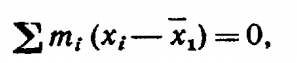 ∑ mᵢ (xᵢ — x̄₁) = 0,